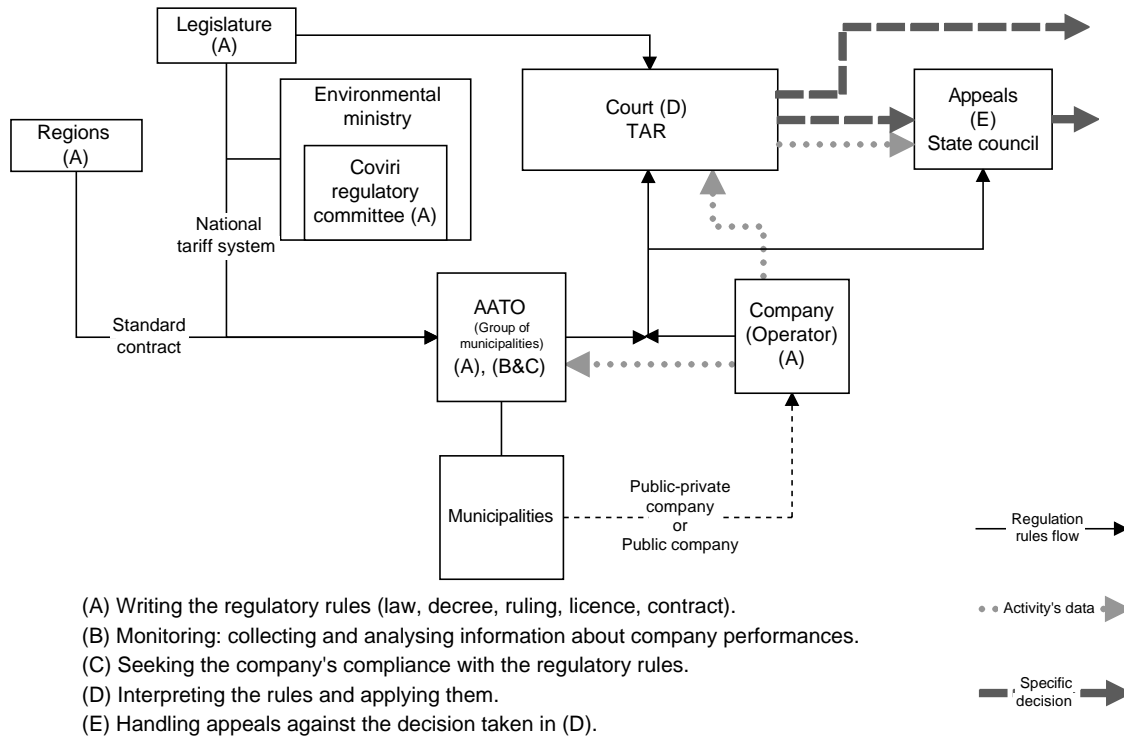 Legislature
(A)
Regions
(A)
Environmental
ministry
Coviri
regulatory
committee (A)
Court (D)
TAR
Appeals
(E)
State council
National
tariff system
Standard
contract
AATO
(Group of
municipalities)
(A), (B&C)
Company
(Operator)
(A)
Municipalities
Public-private
company
or
Public company
Regulation
rules flow
Activity's data
Specific
decision
(A) Writing the regulatory rules (law, decree, ruling, licence, contract).
(B) Monitoring: collecting and analysing information about company performances.
(C) Seeking the company's compliance with the regulatory rules.
(D) Interpreting the rules and applying them.
(E) Handling appeals against the decision taken in (D).